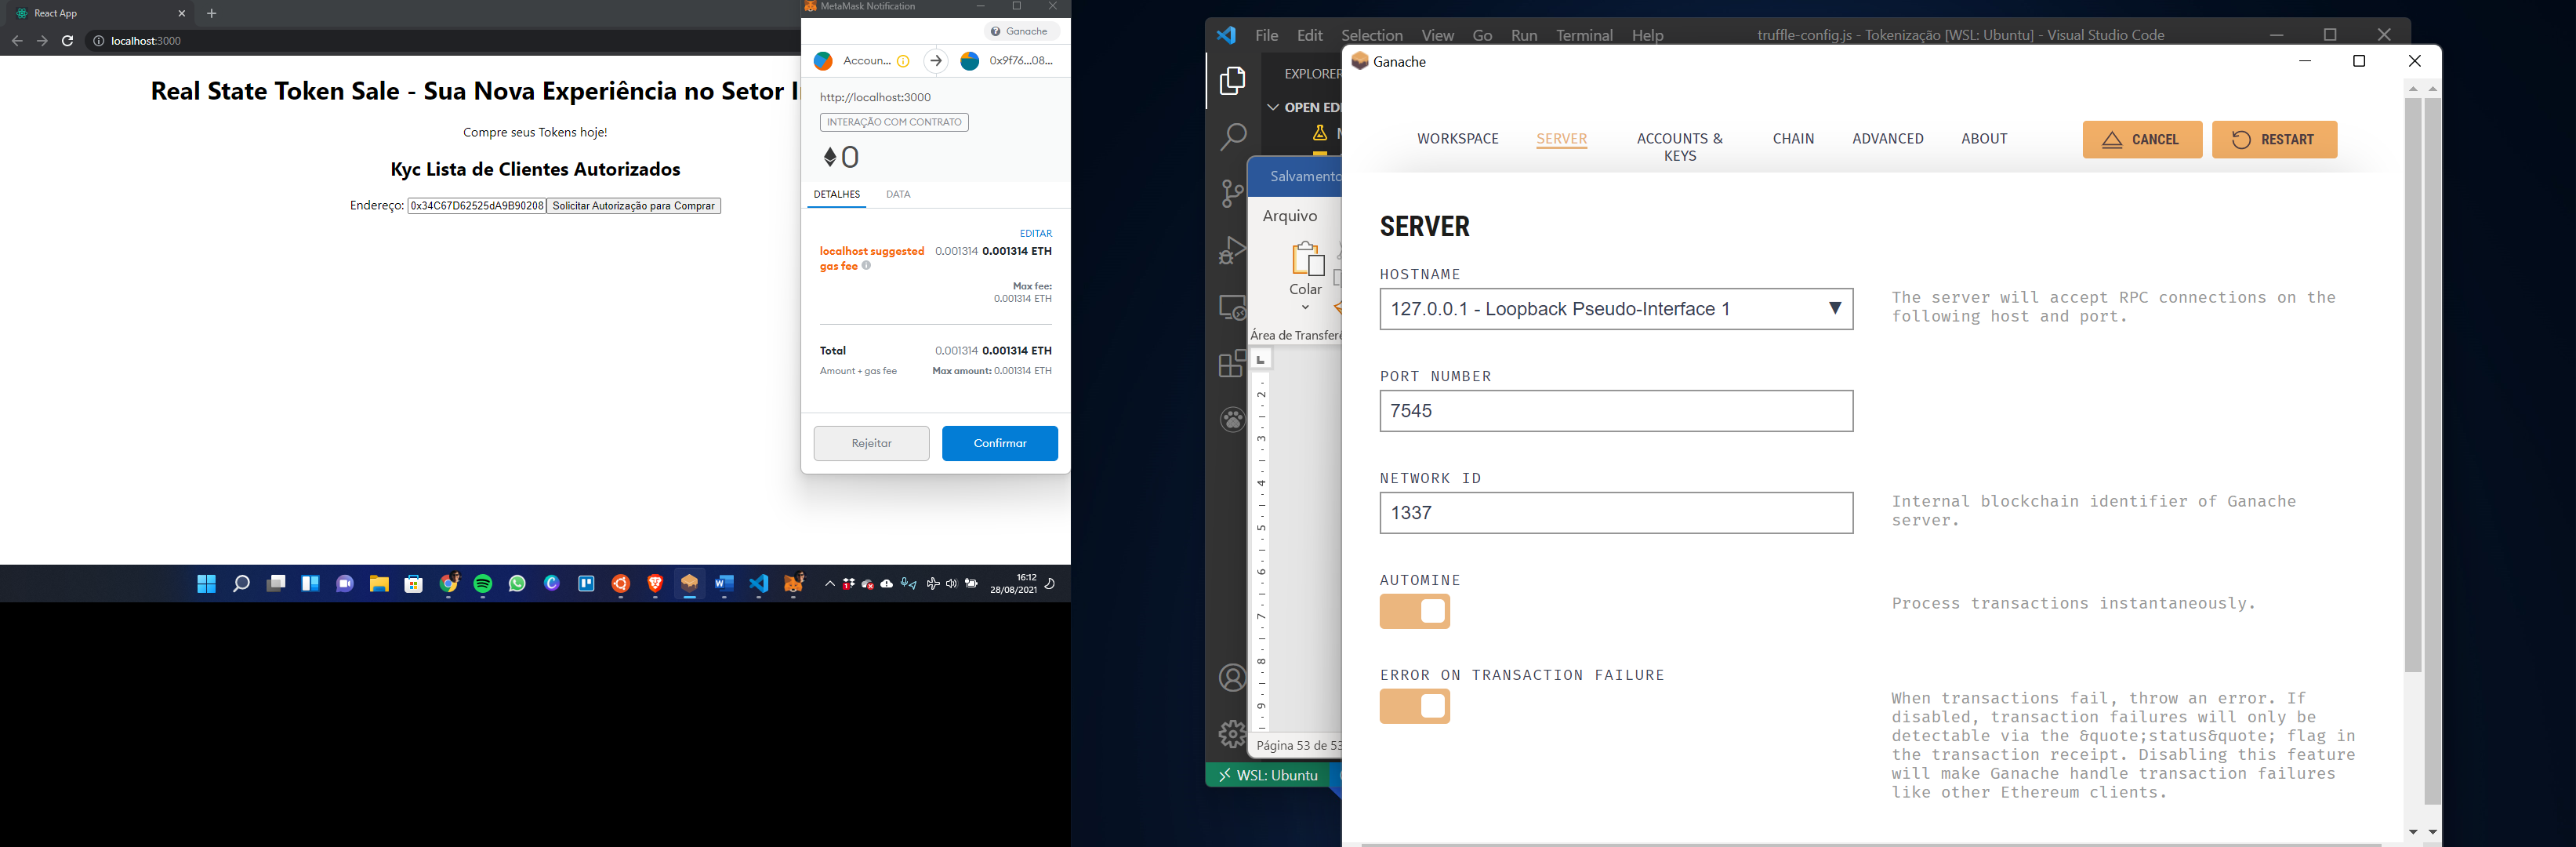 React App
localhost:3000
Real State Token Sale - Sua Nova Experiência no Setor
Compre seus Tokens hoje!
Kyc Lista de Clientes Autorizados
Endereço: 0x34C67D62525dA9B90208 Solicitar Autorização para Comprar
MetaMask Notification
Ganache
Accoun... 0x9f76...08...
http://localhost:3000
INTERAÇÃO COM CONTRATO
0
DETALHES DATA
EDITAR
localhost suggested gas fee 0.001314 0.001314 ETH
Max fee:
0.001314 ETH
Total 0.001314 0.001314 ETH
Amount + gas fee Max amount: 0.001314 ETH
Rejeitar Confirmar
16:12
28/08/2021
File Edit Selection View Go Run Terminal Help truffle-config.js - Tokenização [WSL: Ubuntu] - Visual Studio Code
EXPLORER
OPEN EDI
Salvamento
Arquivo
Colar
Área de Transferê
2
3
4
5
6
7
8
9
Página 53 de 53
WSL: Ubuntu
Ganache
WORKSPACE SERVER ACCOUNTS & KEYS CHAIN ADVANCED ABOUT CANCEL RESTART
SERVER
HOSTNAME
127.0.0.1 - Loopback Pseudo-Interface 1
The server will accept RPC connections on the
following host and port.
PORT NUMBER
7545
NETWORK ID
1337
Internal blockchain identifier of Ganache
server.
AUTOMINE
Process transactions instantaneously.
ERROR ON TRANSACTION FAILURE
When transactions fail, throw an error. If
disabled, transaction failures will only be
detectable via the &quote;status&quote; flag in
the transaction receipt. Disabling this feature
will make Ganache handle transaction failures
like other Ethereum clients.